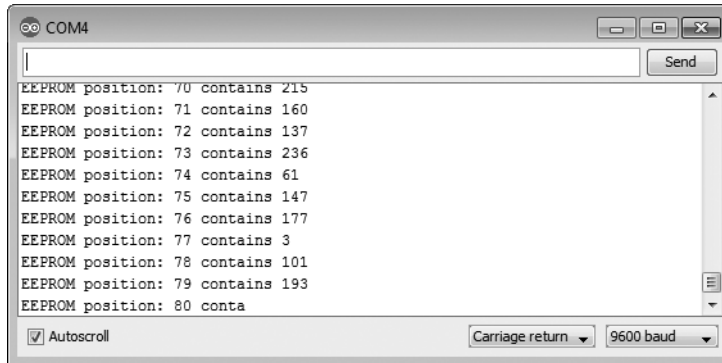 COM4
Send
EEPROM position: 70 contains 215
EEPROM position: 71 contains 160
EEPROM position: 72 contains 137
EEPROM position: 73 contains 236
EEPROM position: 74 contains 61
EEPROM position: 75 contains 147
EEPROM position: 76 contains 177
EEPROM position: 77 contains 3
EEPROM position: 78 contains 101
EEPROM position: 79 contains 193
EEPROM position: 80 conta
Autoscroll Carriage return 9600 baud